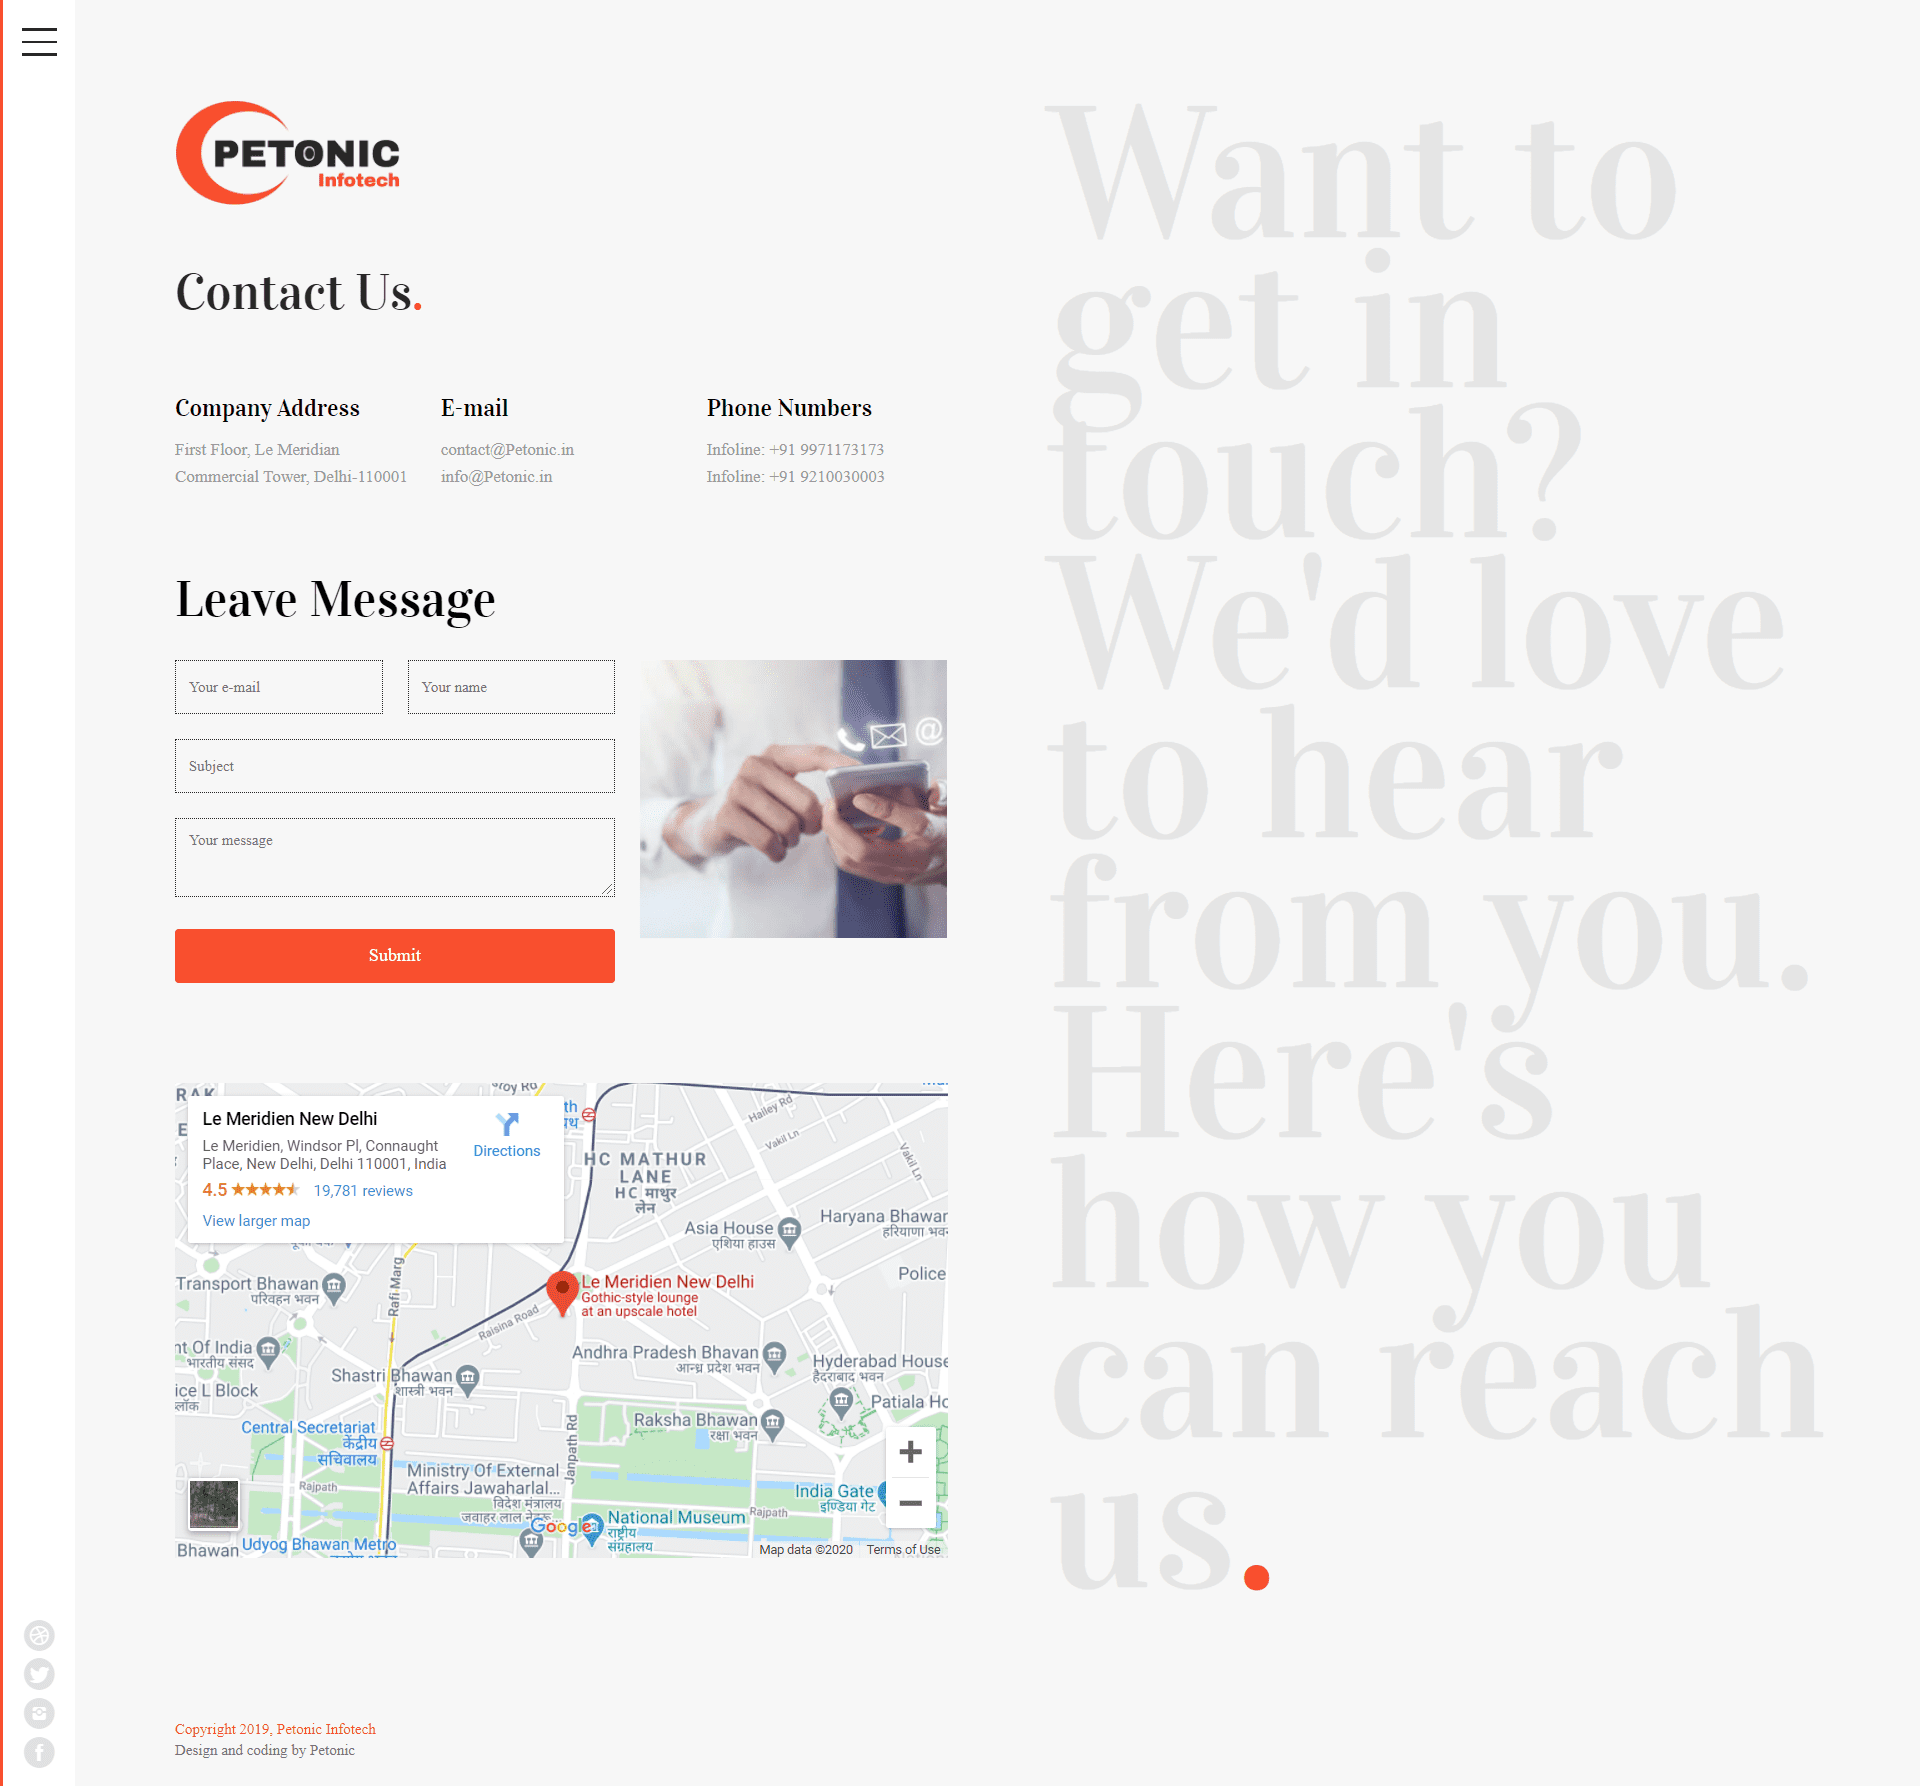 PETONIC
Infotech
Contact Us.
Company Address
First Floor, Le Meridian
Commercial Tower, Delhi-110001
E-mail
contact@Petonic.in
info@Petonic.in
Phone Numbers
Infoline: +91 9971173173
Infoline: +91 9210030003
Leave Message
Your e-mail
Your name
Subject
Your message
Submit
@
Le Meridien New Delhi
Le Meridien, Windsor Pl, Connaught
Place, New Delhi, Delhi 110001, India
4.5
19,781 reviews
View larger map
Directions
Hailey Rd
Vakil Ln
Vakil Ln
HC MATHUR
LANE
HC माथुर
लेन
Asia House
एशिया हाउस
Haryana Bhawan
हरियाणा भवन
Police
Transport Bhawan
परिवहन भवन
Rafi Marg
Raisina Road
Le Meridien New Delhi
Gothic-style lounge
at an upscale hotel
nt Of India
भारतीय संसद
Shastri Bhawan
शास्त्री भवन
Andhra Pradesh Bhavan
आन्ध्र प्रदेश भवन
Hyderabad House
हैदराबाद भवन
ice L Block
ब्लॉक
Patiala Ho
Raksha Bhawan
रक्षा भवन
Central Secretariat
केंद्रीय
सचिवालय
Janpath Rd
Ministry Of External
Affairs Jawaharlal...
विदेश मंत्रालय
जवाहर लाल
Rajpath
Rajpath
India Gate
इण्डिया गेट
Google
National Museum
राष्ट्रीय
संग्रहालय
Bhawan
Udyog Bhawan Metro
Map data ©2020
Terms of Use
Want to
get in
touch?
We'd love
to hear
from you.
Here's
how you
can reach
us.
Copyright 2019, Petonic Infotech
Design and coding by Petonic